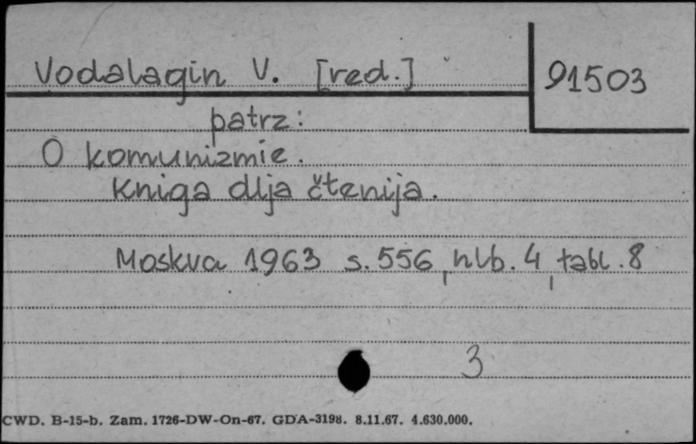 Vodalagin V. [red.] 91503
patrz:
O komunizmie.
Kniga dlja čtenija.
Moskva 1963 s. 556, nlb. 4, tabl. 8
3
CWD. B-15-b. Zam. 1726-DW-On-67. GDA-3198. 8.11.67. 4.630.000.